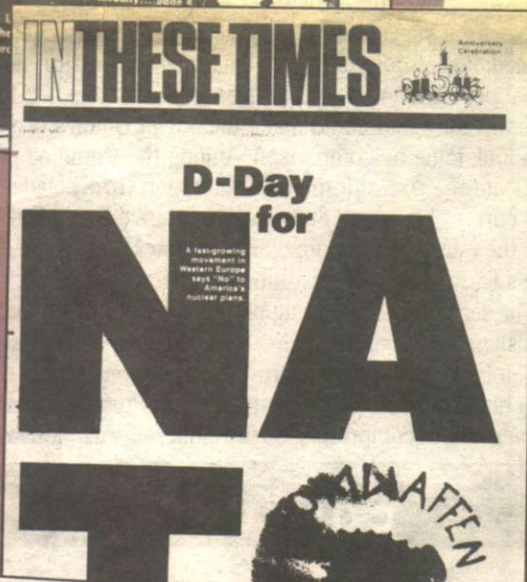 IN THESE TIMES
Anniversary
Celebration
5
D-Day
for
NA
A fast-growing
movement in
Western Europe
says "No" to
America's
nuclear plans.
T
WAFFEN